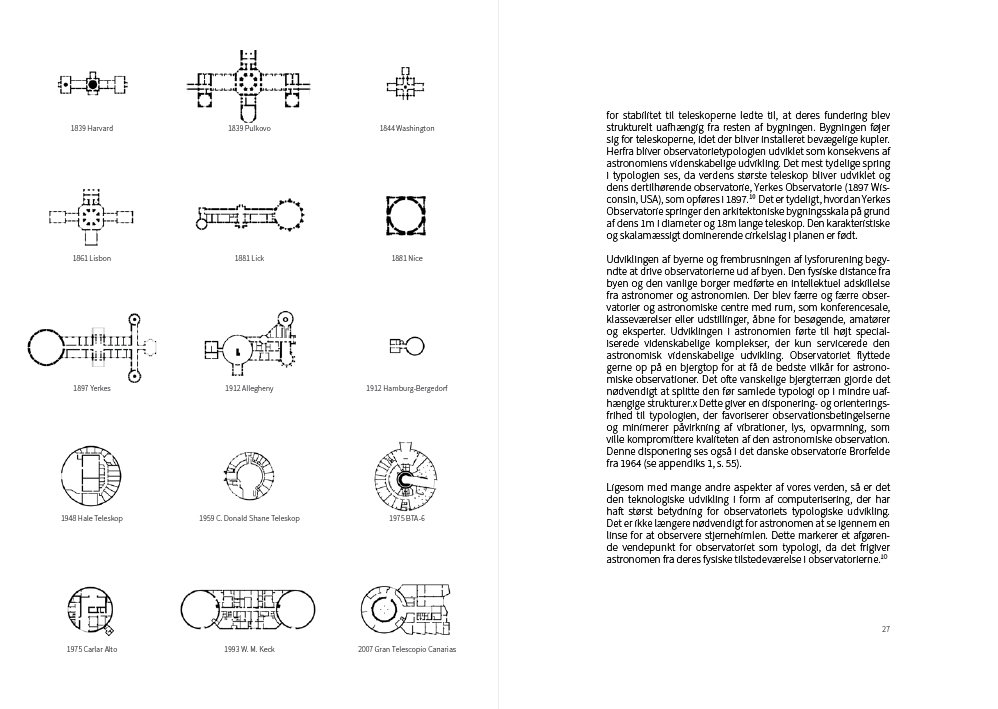 1839 Harvard
1839 Pulkovo
1844 Washington
1861 Lisbon
1881 Lick
1881 Nice
1897 Yerkes
1912 Allegheny
1912 Hamburg-Bergedorf
1948 Hale Teleskop
1959 C. Donald Shane Teleskop
1975 BTA-6
1975 Carlar Alto
1993 W. M. Keck
2007 Gran Telescopio Canarias
for stabilitet til teleskoperne ledte til, at deres fundering blev
strukturelt uafhængig fra resten af bygningen. Bygningen føjer
sig for teleskoperne, idet der bliver installeret bevægelige kupler.
Herfra bliver observatorietypologien udviklet som konsekvens af
astronomiens videnskabelige udvikling. Det mest tydelige spring
i typologien ses, da verdens største teleskop bliver udviklet og
dens dertilhørende observatorie, Yerkes Observatorie (1897 Wis-
consin, USA), som opføres i 1897.¹⁰ Det er tydeligt, hvordan Yerkes
Observatorie springer den arkitektoniske bygningsskala på grund
af dens 1m i diameter og 18m lange teleskop. Den karakteristiske
og skalamæssigt dominerende cirkelslag i planen er født.
Udviklingen af byerne og frembrusningen af lysforurening begy-
ndte at drive observatorierne ud af byen. Den fysiske distance fra
byen og den vanlige borger medførte en intellektuel adskillelse
fra astronomer og astronomien. Der blev færre og færre obser-
vatorier og astronomiske centre med rum, som konferencesale,
klasseværelser eller udstillinger, åbne for besøgende, amatører
og eksperter. Udviklingen i astronomien førte til højt special-
iserede videnskabelige komplekser, der kun servicerede den
astronomisk videnskabelige udvikling. Observatoriet flyttede
gerne op på en bjergtop for at få de bedste vilkår for astrono-
miske observationer. Det ofte vanskelige bjergterræn gjorde det
nødvendigt at splitte den før samlede typologi op i mindre uaf-
hængige strukturer.x Dette giver en disponering- og orienterings-
frihed til typologien, der favoriserer observationsbetingelserne
og minimerer påvirkning af vibrationer, lys, opvarmning, som
ville kompromittere kvaliteten af den astronomiske observation.
Denne disponering ses også i det danske observatorie Brorfelde
fra 1964 (se appendiks 1, s. 55).
Ligesom med mange andre aspekter af vores verden, så er det
den teknologiske udvikling i form af computerisering, der har
haft størst betydning for observatoriets typologiske udvikling.
Det er ikke længere nødvendigt for astronomen at se igennem en
linse for at observere stjernehimlen. Dette markerer et afgøren-
de vendepunkt for observatoriet som typologi, da det frigiver
astronomen fra deres fysiske tilstedeværelse i observatorierne.¹⁰
27